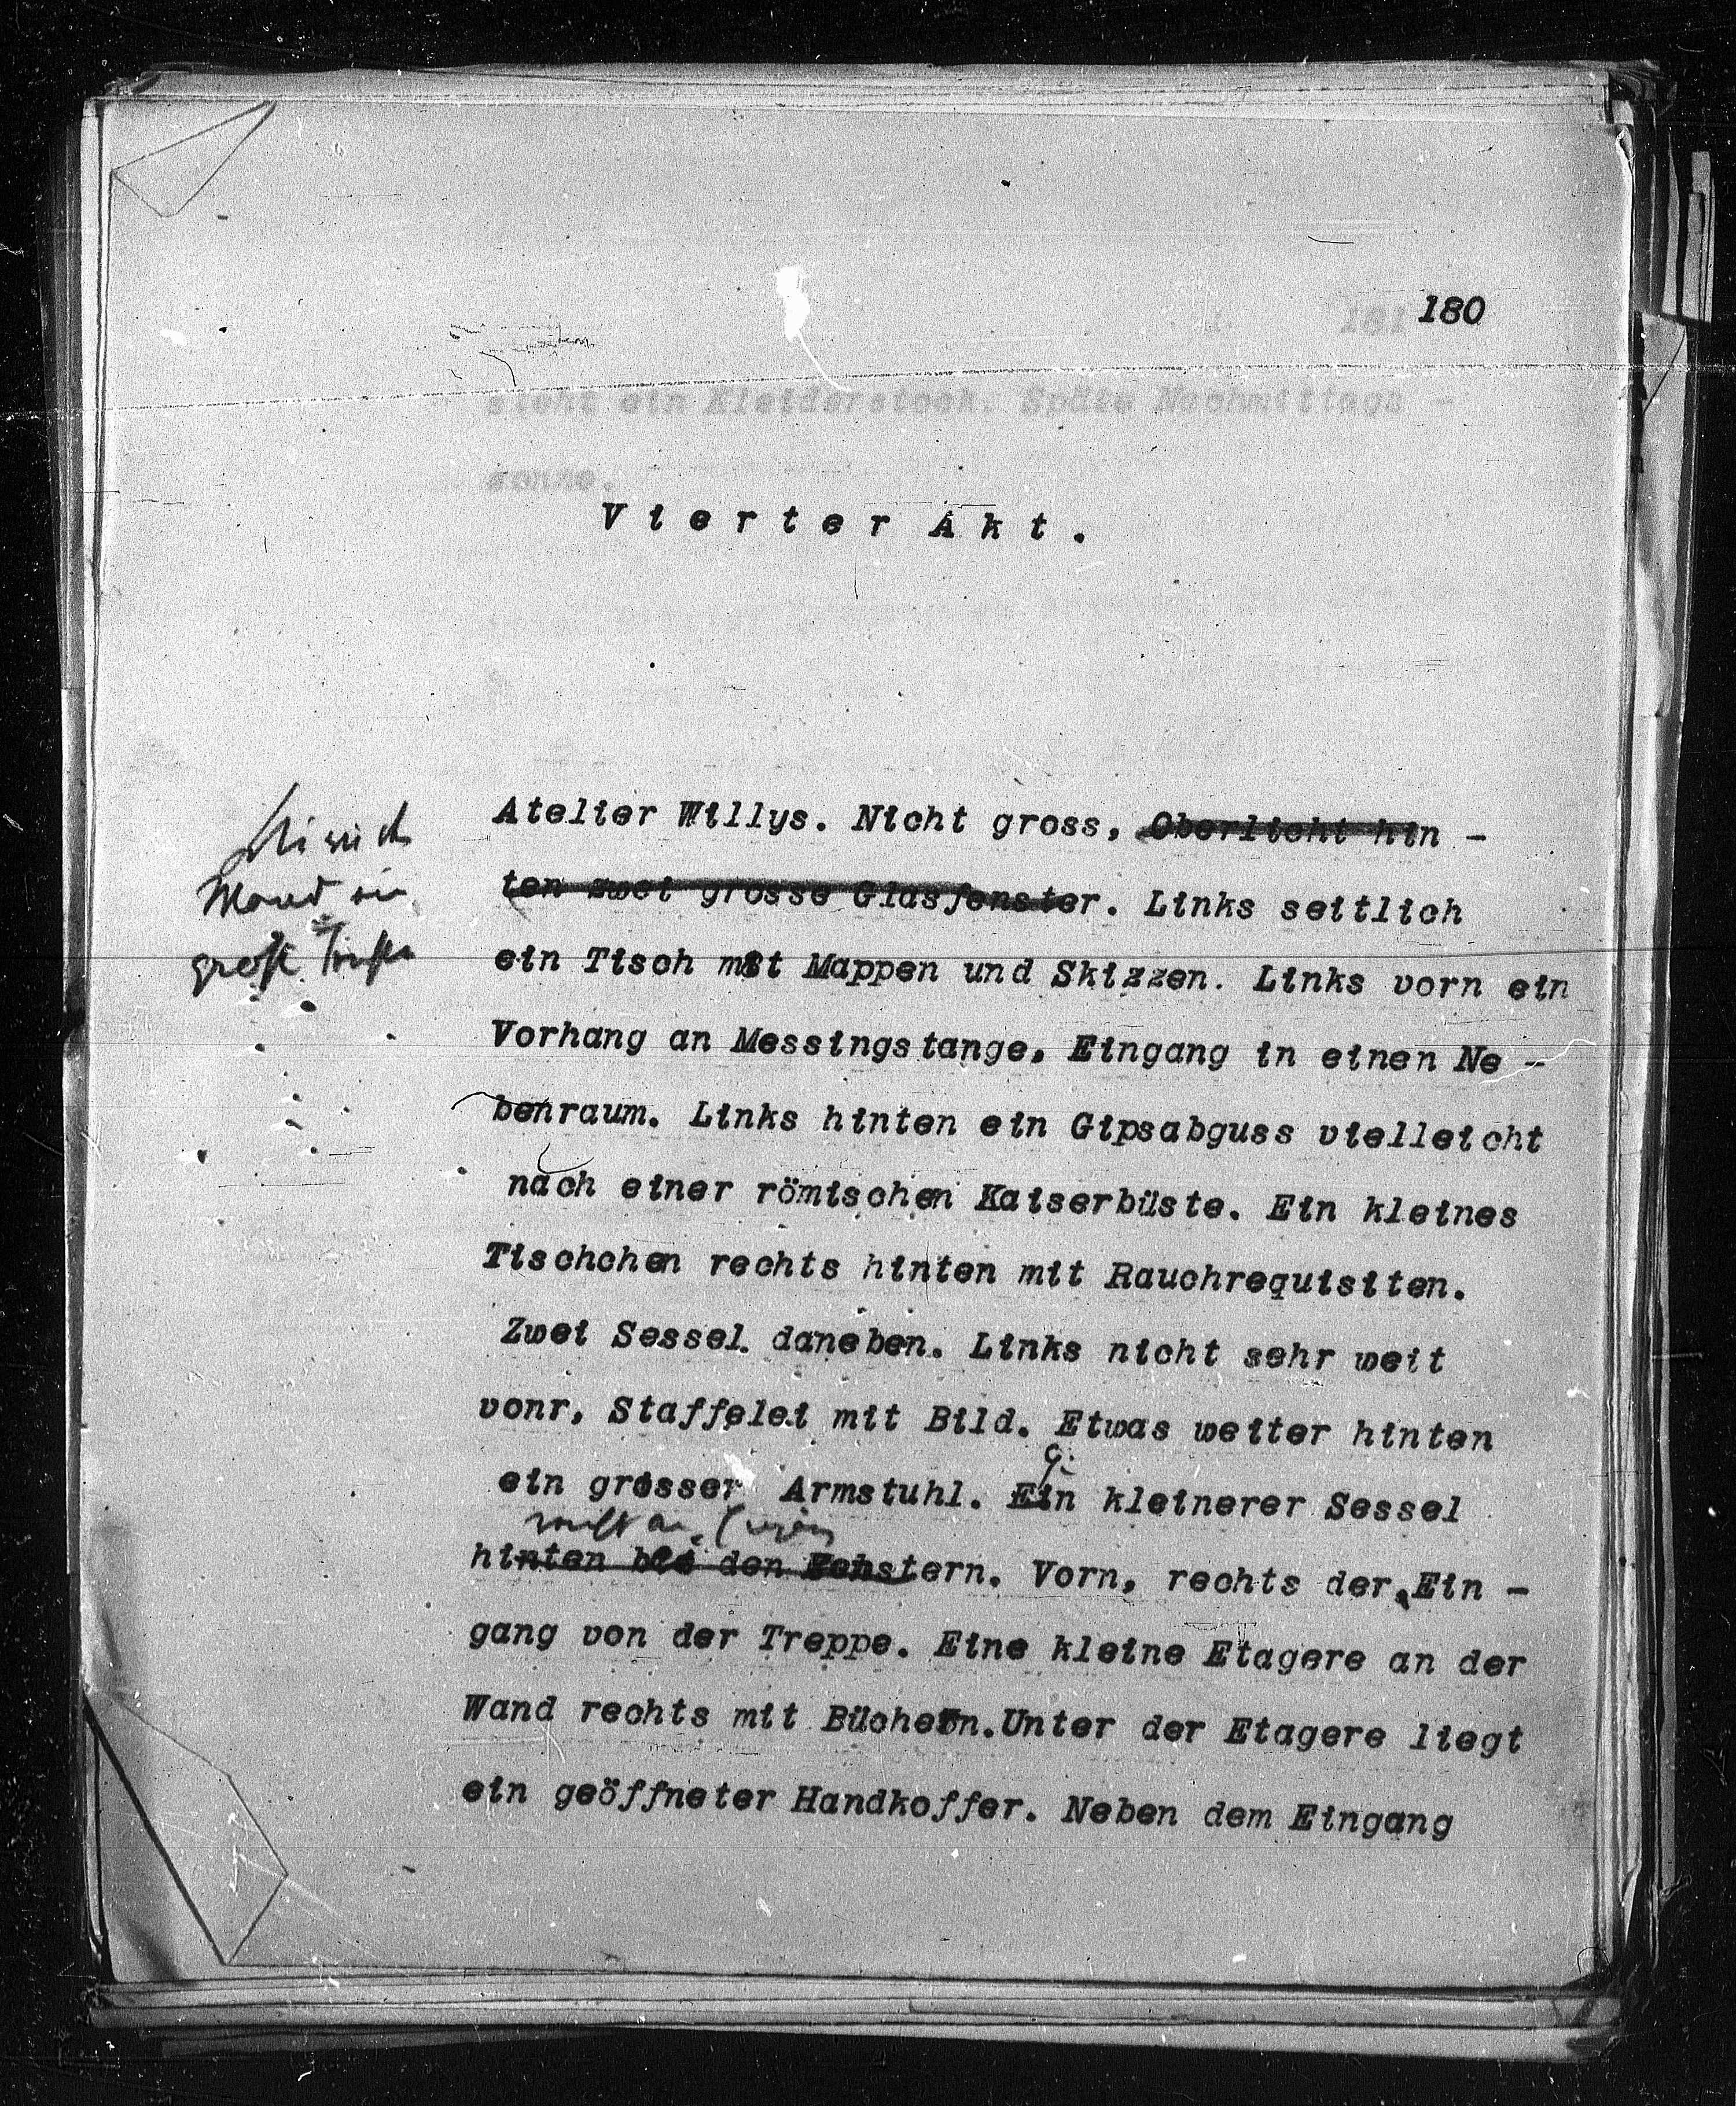 180
181
steht ein Kleiderstock. Späte Nachmittags -
sonne.
Vierter Akt.
Atelier Willys. Nicht gross, Oberlicht hin -
ten zwei grosse Glasfenster. Links seitlich
ein Tisch mit Mappen und Skizzen. Links vorn ein
Vorhang an Messingstange, Eingang in einen Ne -
benraum. Links hinten ein Gipsabguss vielleicht
nach einer römischen Kaiserbüste. Ein kleines
Tischchen rechts hinten mit Rauchrequisiten.
Zwei Sessel daneben. Links nicht sehr weit
vonr, Staffelei mit Bild. Etwas weiter hinten
ein grosser Armstuhl. Ein kleinerer Sessel
hinten bei den Fenstern. Vorn, rechts der Ein -
gang von der Treppe. Eine kleine Etagere an der
Wand rechts mit Büchern. Unter der Etagere liegt
ein geöffneter Handkoffer. Neben dem Eingang